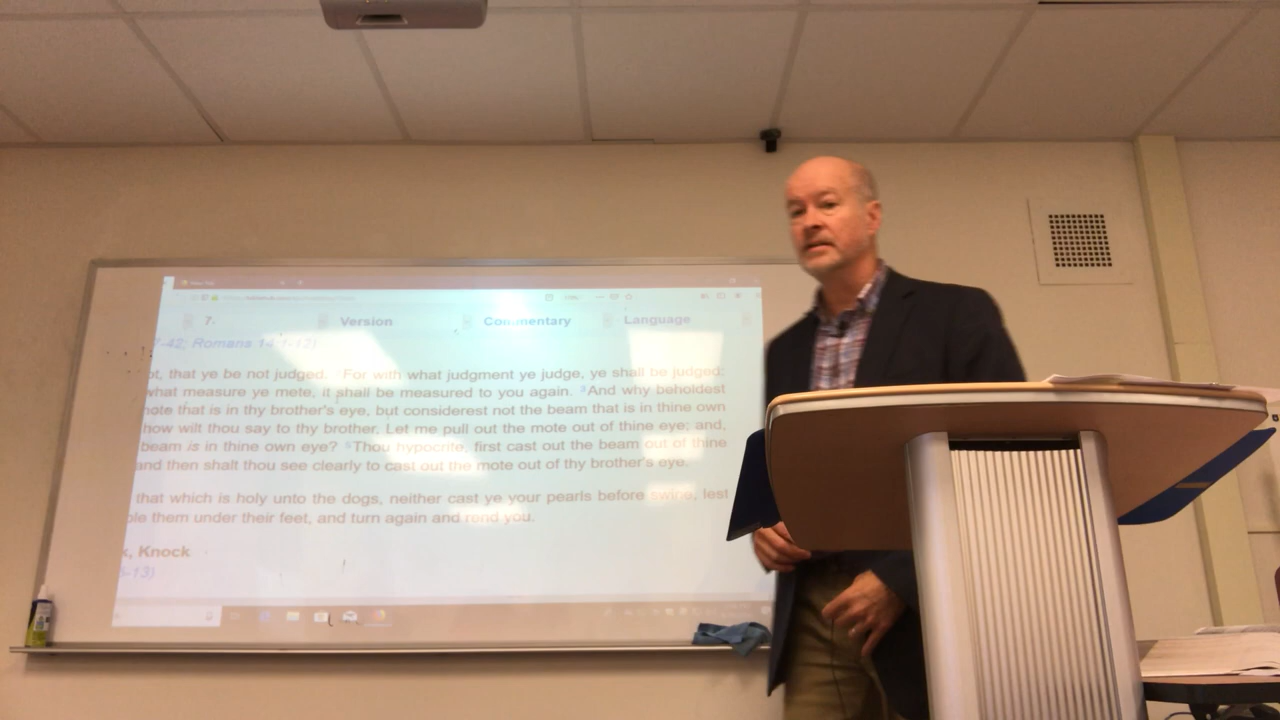 7. Version Commentary Language
7-42; Romans 14:1-12)
ot, that ye be not judged. For with what judgment ye judge, ye shall be judged:
what measure ye mete, it shall be measured to you again. ³And why beholdest
mote that is in thy brother's eye, but considerest not the beam that is in thine own
how wilt thou say to thy brother, Let me pull out the mote out of thine eye; and,
beam is in thine own eye? ⁵Thou hypocrite, first cast out the beam out of thine
and then shalt thou see clearly to cast out the mote out of thy brother's eye.
that which is holy unto the dogs, neither cast ye your pearls before swine, lest
ple them under their feet, and turn again and rend you.
k, Knock
-13)